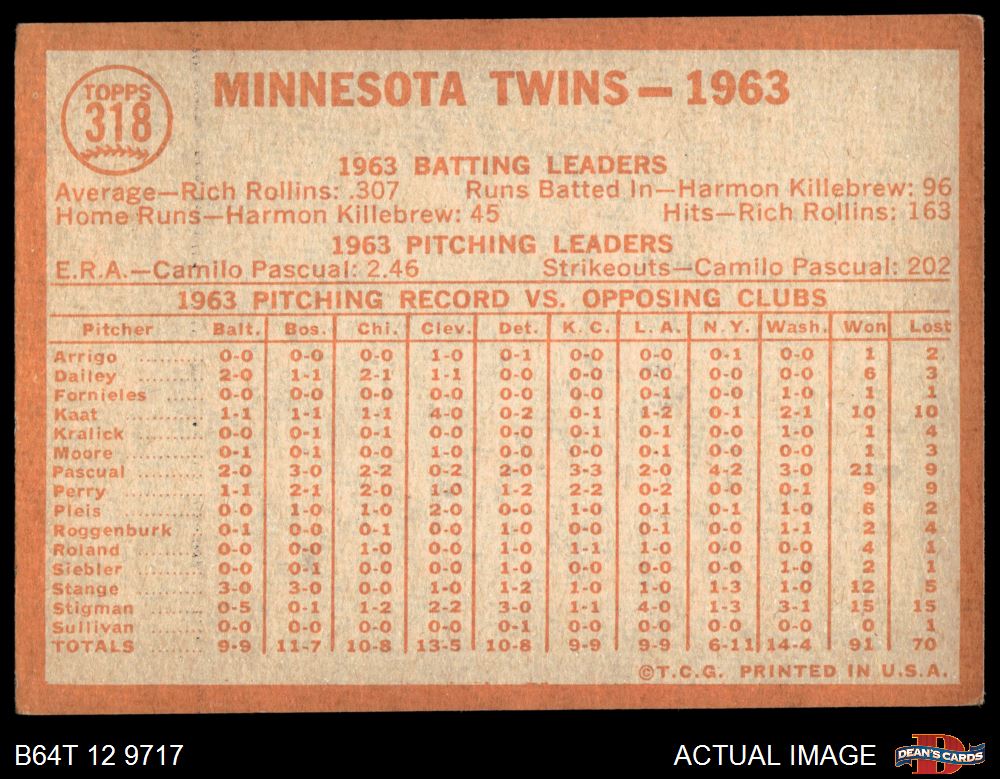 TOPPS
318
MINNESOTA TWINS — 1963
1963 BATTING LEADERS
Average—Rich Rollins: .307 Runs Batted In—Harmon Killebrew: 96
Home Runs—Harmon Killebrew: 45 Hits—Rich Rollins: 163
1963 PITCHING LEADERS
E.R.A.—Camilo Pascual: 2.46 Strikeouts—Camilo Pascual: 202
1963 PITCHING RECORD VS. OPPOSING CLUBS
Pitcher Balt. Bos. Chi. Clev. Det. K. C. L. A. N. Y. Wash. Won Lost
Arrigo .......... 0-0 0-0 0-0 1-0 0-1 0-0 0-0 0-1 0-0 1 2
Dailey .......... 2-0 1-1 2-1 1-1 0-0 0-0 0-0 0-0 0-0 6 3
Fornieles ...... 0-0 0-0 0-0 0-0 0-0 0-0 0-1 0-0 1-0 1 1
Kaat .......... 1-1 1-1 1-1 4-0 0-2 0-1 1-2 0-1 2-1 10 10
Kralick .......... 0-0 0-1 0-1 0-0 0-0 0-1 0-1 0-0 1-0 1 4
Moore .......... 0-1 0-1 0-0 1-0 0-0 0-0 0-1 0-0 0-0 1 3
Pascual .......... 2-0 3-0 2-2 0-2 2-0 3-3 2-0 4-2 3-0 21 9
Perry .......... 1-1 2-1 2-0 1-0 1-2 2-2 0-2 0-0 0-1 9 9
Pleis .......... 0-0 1-0 1-0 2-0 0-0 1-0 0-1 0-1 1-0 6 2
Roggenburk 0-1 0-0 0-1 0-0 1-0 0-0 0-1 0-0 1-1 2 4
Roland .......... 0-0 0-0 1-0 0-0 1-0 1-1 1-0 0-0 0-0 4 1
Siebler .......... 0-0 0-1 0-0 0-0 1-0 0-0 0-0 0-0 1-0 2 1
Stange .......... 3-0 3-0 0-0 1-0 1-2 1-0 1-0 1-3 1-0 12 5
Stigman .......... 0-5 0-1 1-2 2-2 3-0 1-1 4-0 1-3 3-1 15 15
Sullivan .......... 0-0 0-0 0-0 0-0 0-1 0-0 0-0 0-0 0-0 0 1
TOTALS 9-9 11-7 10-8 13-5 10-8 9-9 9-9 6-11 14-4 91 70
©T.C.G. PRINTED IN U.S.A.
B64T 12 9717 ACTUAL IMAGE D DEAN'S CARDS